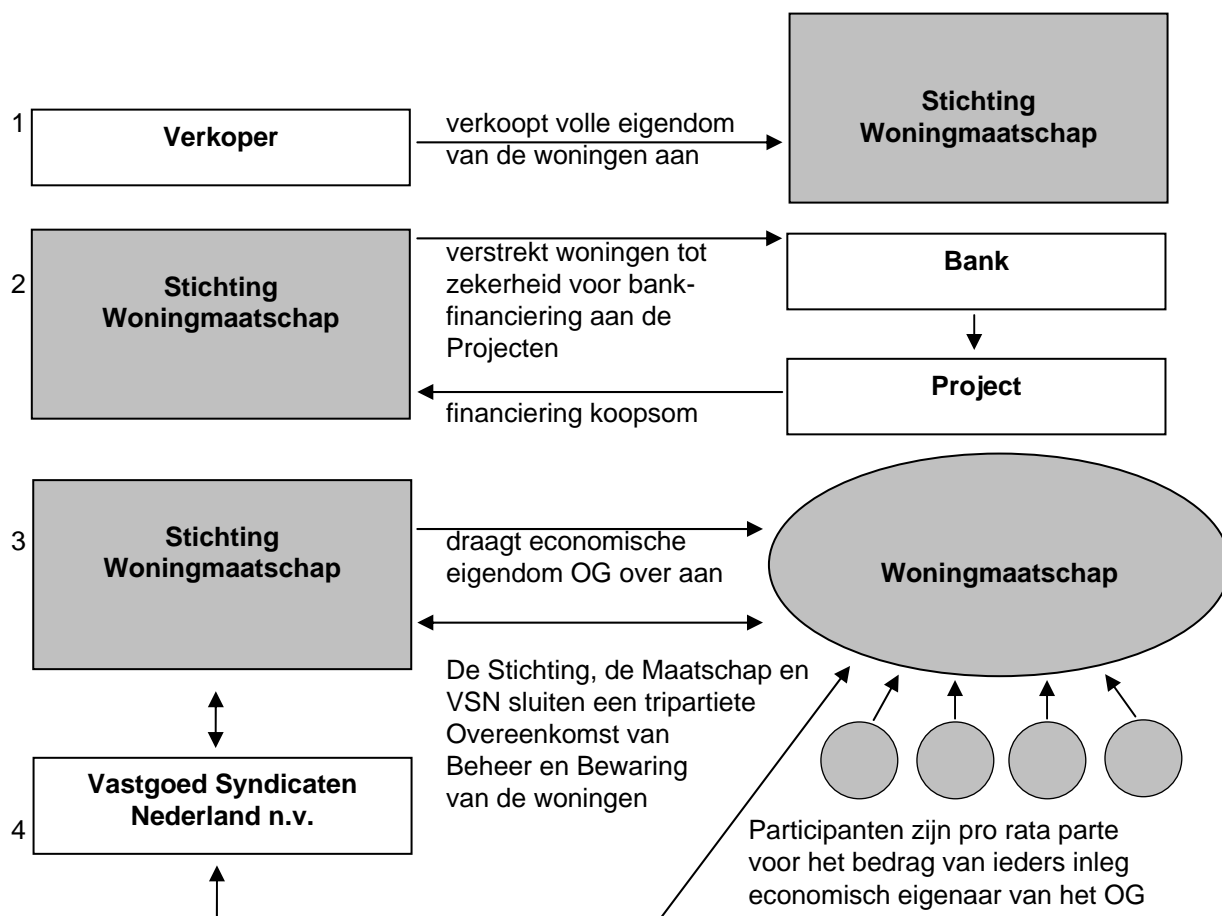 1
Verkoper
verkoopt volle eigendom
van de woningen aan
Stichting
Woningmaatschap
2
Stichting
Woningmaatschap
verstrekt woningen tot
zekerheid voor bank-
financiering aan de
Projecten
Bank
Project
financiering koopsom
3
Stichting
Woningmaatschap
draagt economische
eigendom OG over aan
Woningmaatschap
De Stichting, de Maatschap en
VSN sluiten een tripartiete
Overeenkomst van
Beheer en Bewaring
van de woningen
4
Vastgoed Syndicaten
Nederland n.v.
Participanten zijn pro rata parte
voor het bedrag van ieders inleg
economisch eigenaar van het OG